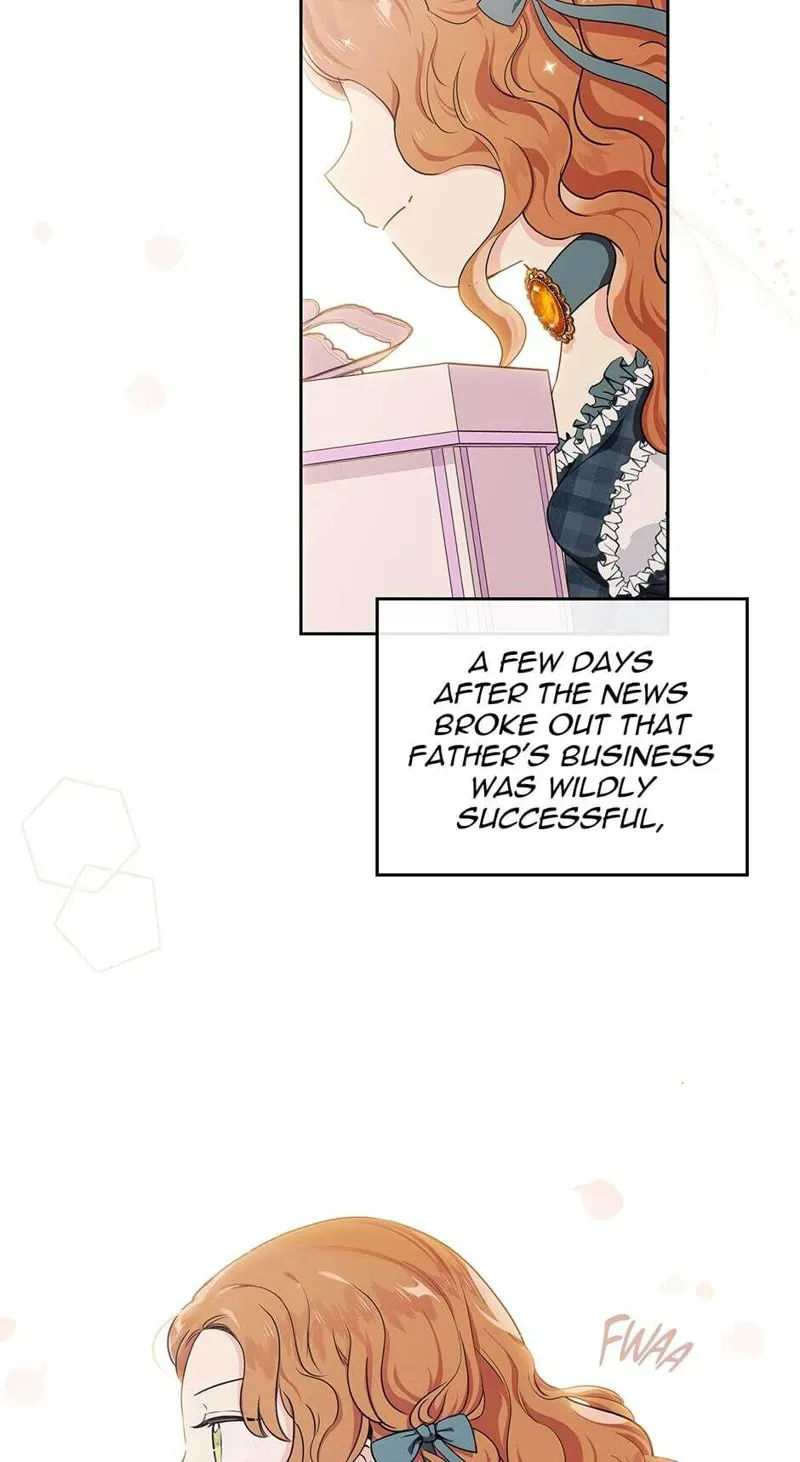 A FEW DAYS
AFTER THE NEWS
BROKE OUT THAT
FATHER'S BUSINESS
WAS WILDLY
SUCCESSFUL,
FWAA